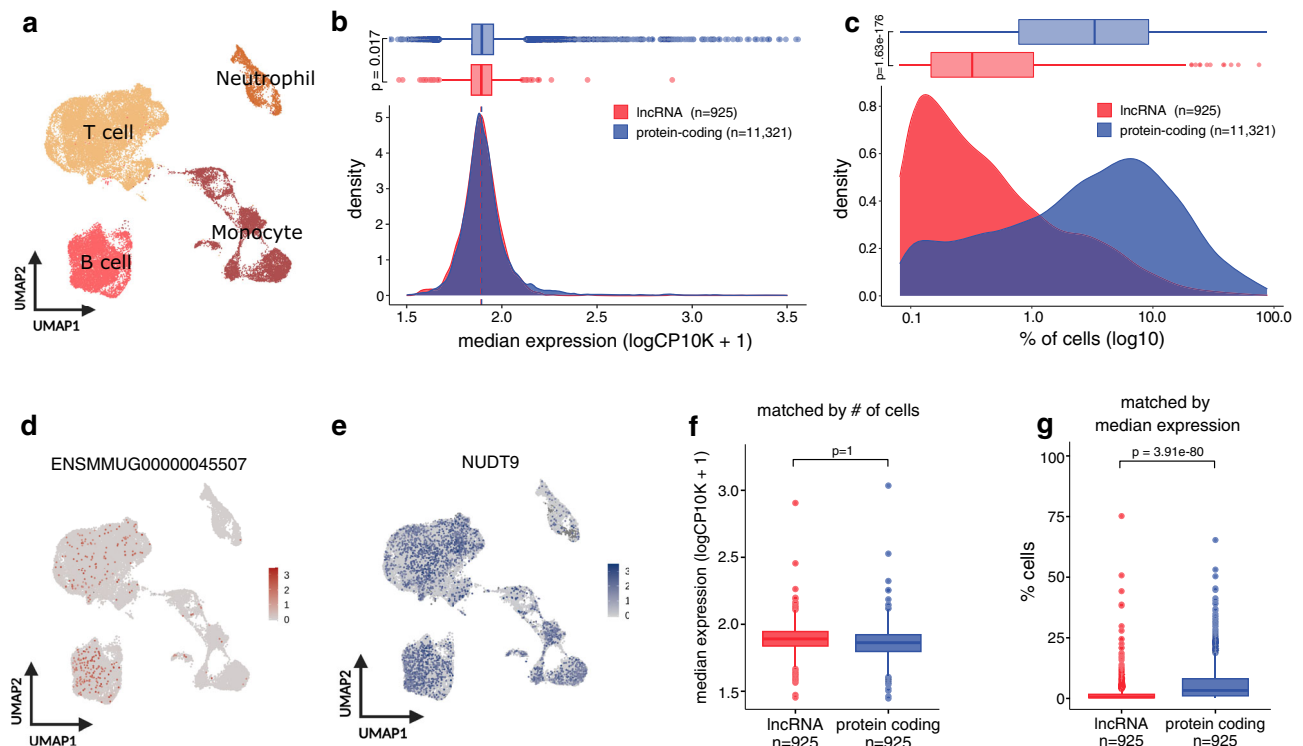 a
Neutrophil
T cell
Monocyte
B cell
UMAP2
UMAP1
b
p = 0.017
lncRNA (n=925)
protein-coding (n=11,321)
density
5
4
3
2
1
0
1.5
2.0
2.5
3.0
3.5
median expression (logCP10K + 1)
c
p=1.63e-176
lncRNA (n=925)
protein-coding (n=11,321)
density
0.8
0.6
0.4
0.2
0.0
0.1
1.0
10.0
100.0
% of cells (log10)
d
ENSMMUG00000045507
3
2
1
0
UMAP2
UMAP1
e
NUDT9
3
2
1
0
UMAP2
UMAP1
f
matched by # of cells
p=1
median expression (logCP10K + 1)
3.0
2.5
2.0
1.5
lncRNA
n=925
protein coding
n=925
g
matched by
median expression
p = 3.91e-80
% cells
100
75
50
25
0
lncRNA
n=925
protein coding
n=925